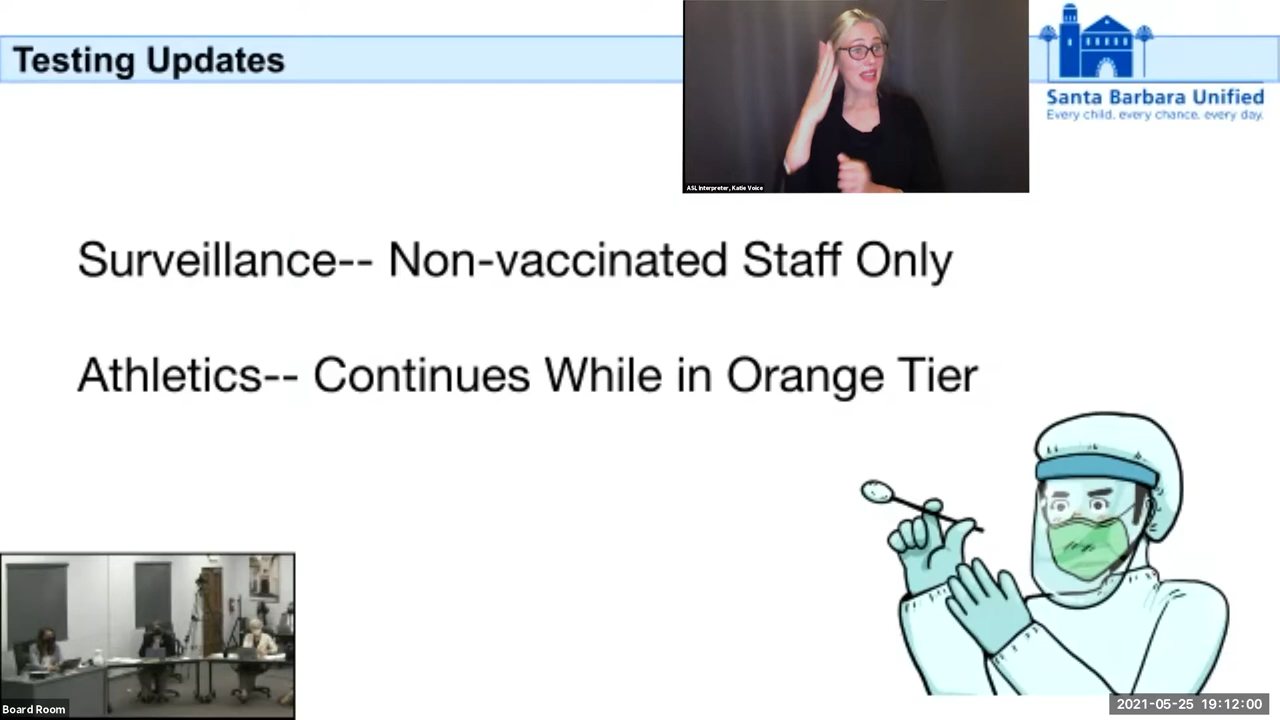 Testing Updates
Santa Barbara Unified
Every child, every chance, every day.
ASL Interpreter, Katie Voice
Surveillance-- Non-vaccinated Staff Only
Athletics-- Continues While in Orange Tier
Board Room
2021-05-25 19:12:00